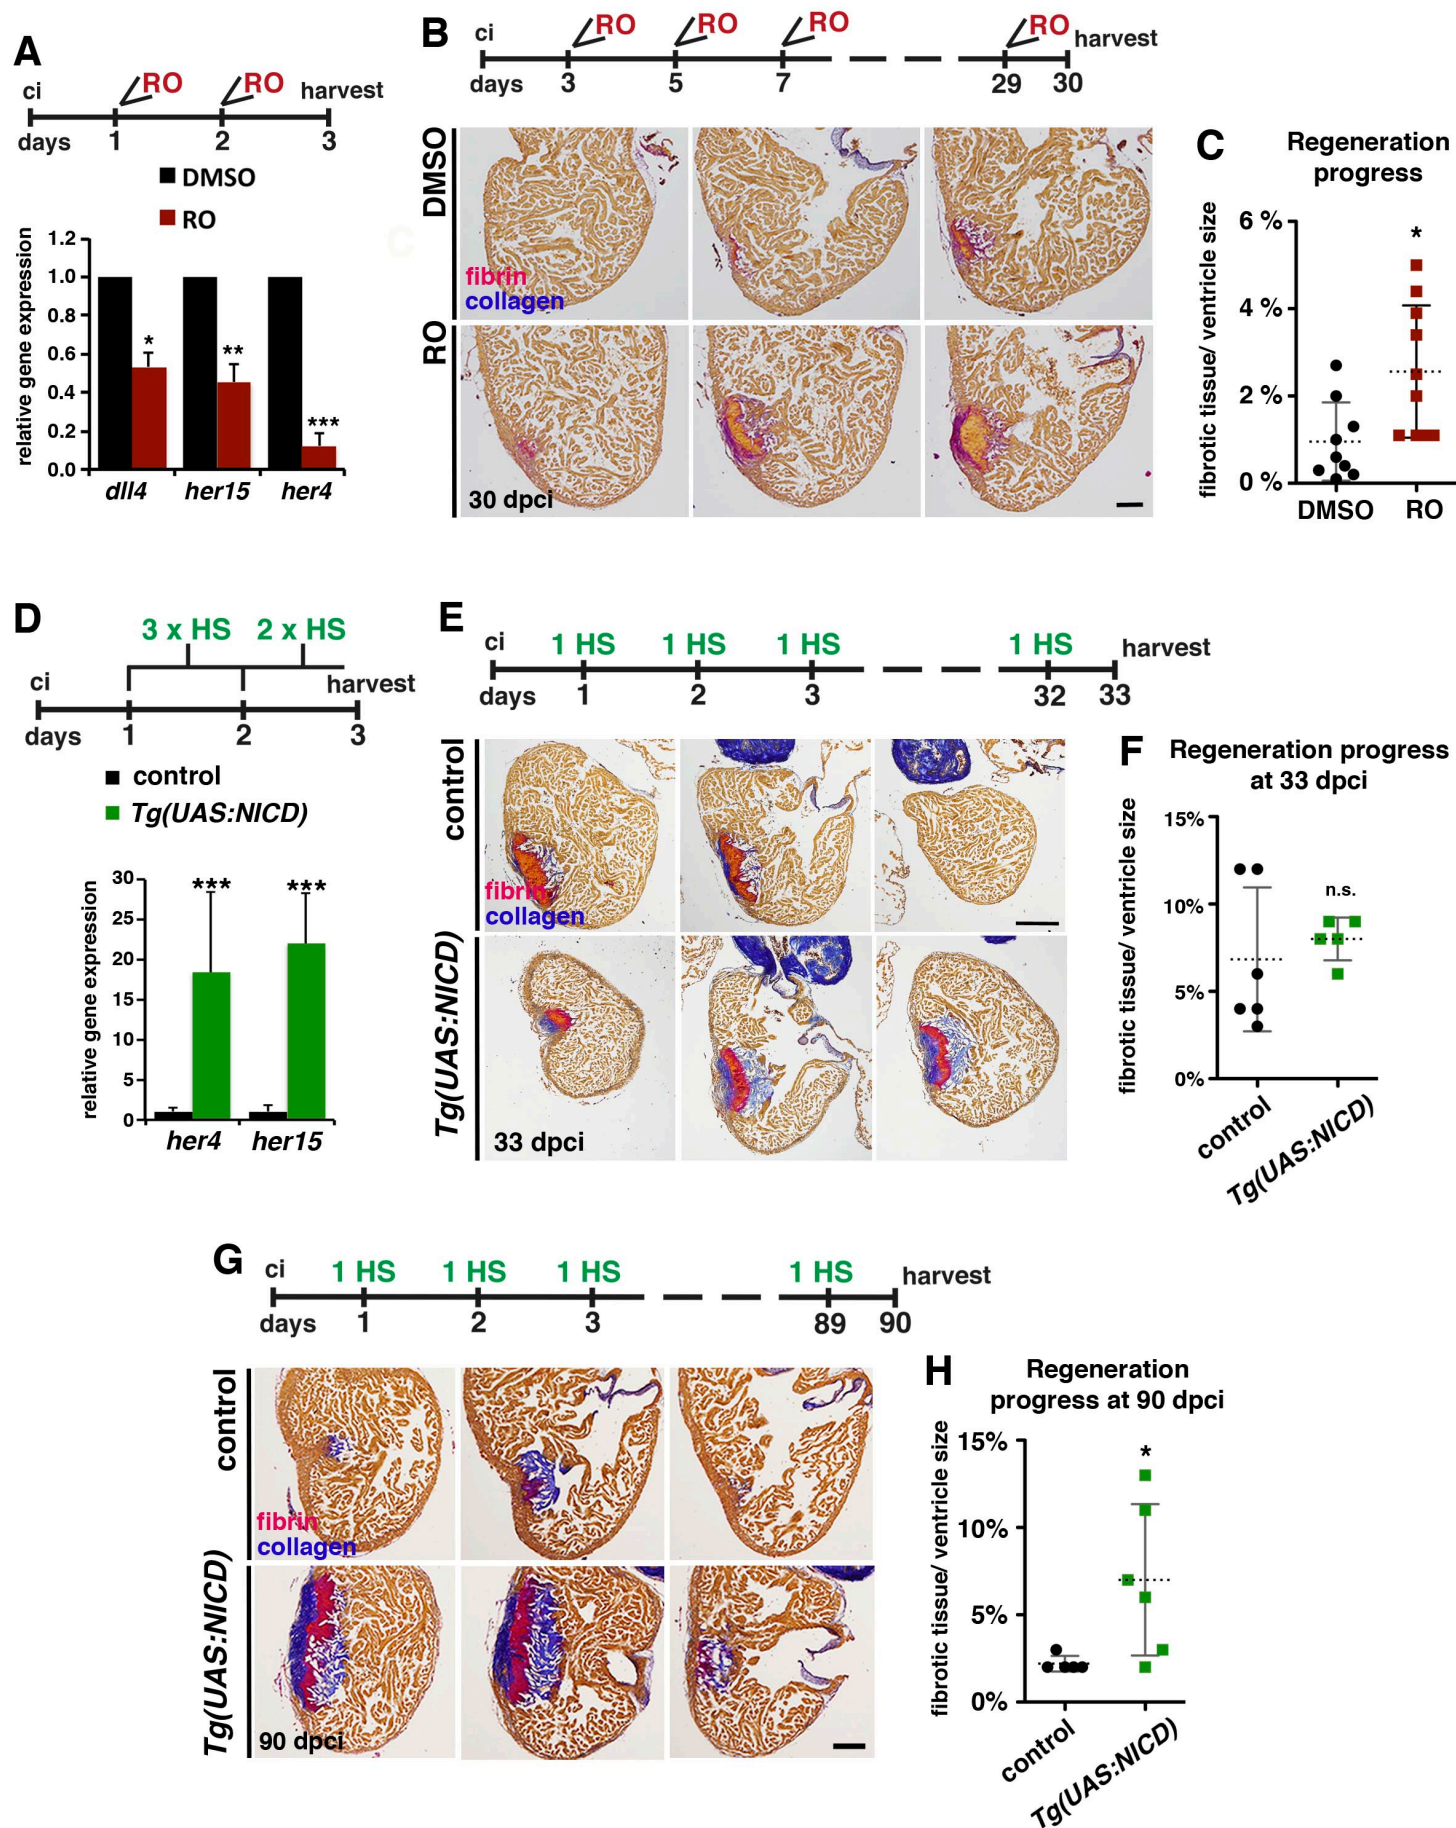 A
ci RO RO harvest
days 1 2 3
DMSO
RO
relative gene expression
1.2
1.0
0.8
0.6
0.4
0.2
0.0
* ** ***
dll4 her15 her4
B
ci RO RO RO RO harvest
days 3 5 7 29 30
DMSO
fibrin
collagen
RO
30 dpci
C
C
Regeneration
progress
fibrotic tissue/ ventricle size
6 %
4 %
2 %
0 %
*
DMSO RO
D
3 x HS 2 x HS
ci harvest
days 1 2 3
control
Tg(UAS:NICD)
relative gene expression
30
25
20
15
10
5
0
*** ***
her4 her15
E
ci 1 HS 1 HS 1 HS 1 HS harvest
days 1 2 3 32 33
control
fibrin
collagen
Tg(UAS:NICD)
33 dpci
F
Regeneration progress
at 33 dpci
fibrotic tissue/ ventricle size
15%
10%
5%
0%
n.s.
control Tg(UAS:NICD)
G
ci 1 HS 1 HS 1 HS 1 HS harvest
days 1 2 3 89 90
control
fibrin
collagen
Tg(UAS:NICD)
90 dpci
H
Regeneration
progress at 90 dpci
fibrotic tissue/ ventricle size
15%
10%
5%
0%
*
control Tg(UAS:NICD)